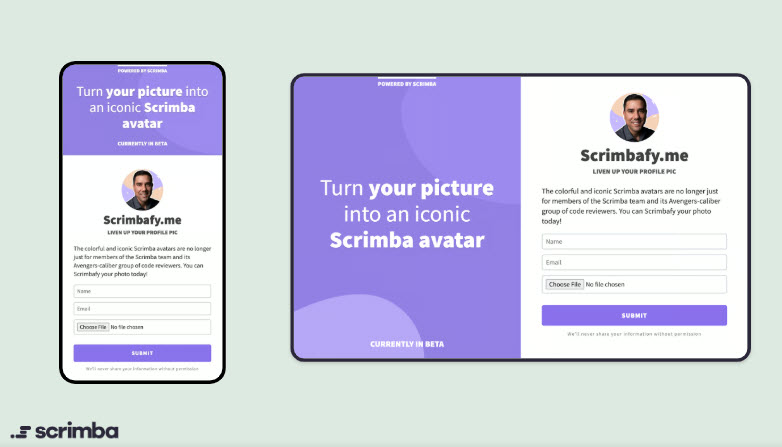 POWERED BY SCRIMBA
Turn your picture into
an iconic Scrimba
avatar
CURRENTLY IN BETA
Scrimbafy.me
LIVEN UP YOUR PROFILE PIC
The colorful and iconic Scrimba avatars are no longer
just for members of the Scrimba team and its
Avengers-caliber group of code reviewers. You can
Scrimbafy your photo today!
Name
Email
Choose File No file chosen
SUBMIT
We'll never share your information without permission
POWERED BY SCRIMBA
Turn your picture
into an iconic
Scrimba avatar
CURRENTLY IN BETA
Scrimbafy.me
LIVEN UP YOUR PROFILE PIC
The colorful and iconic Scrimba avatars are no longer just
for members of the Scrimba team and its Avengers-caliber
group of code reviewers. You can Scrimbafy your photo
today!
Name
Email
Choose File No file chosen
SUBMIT
We'll never share your information without permission
scrimba